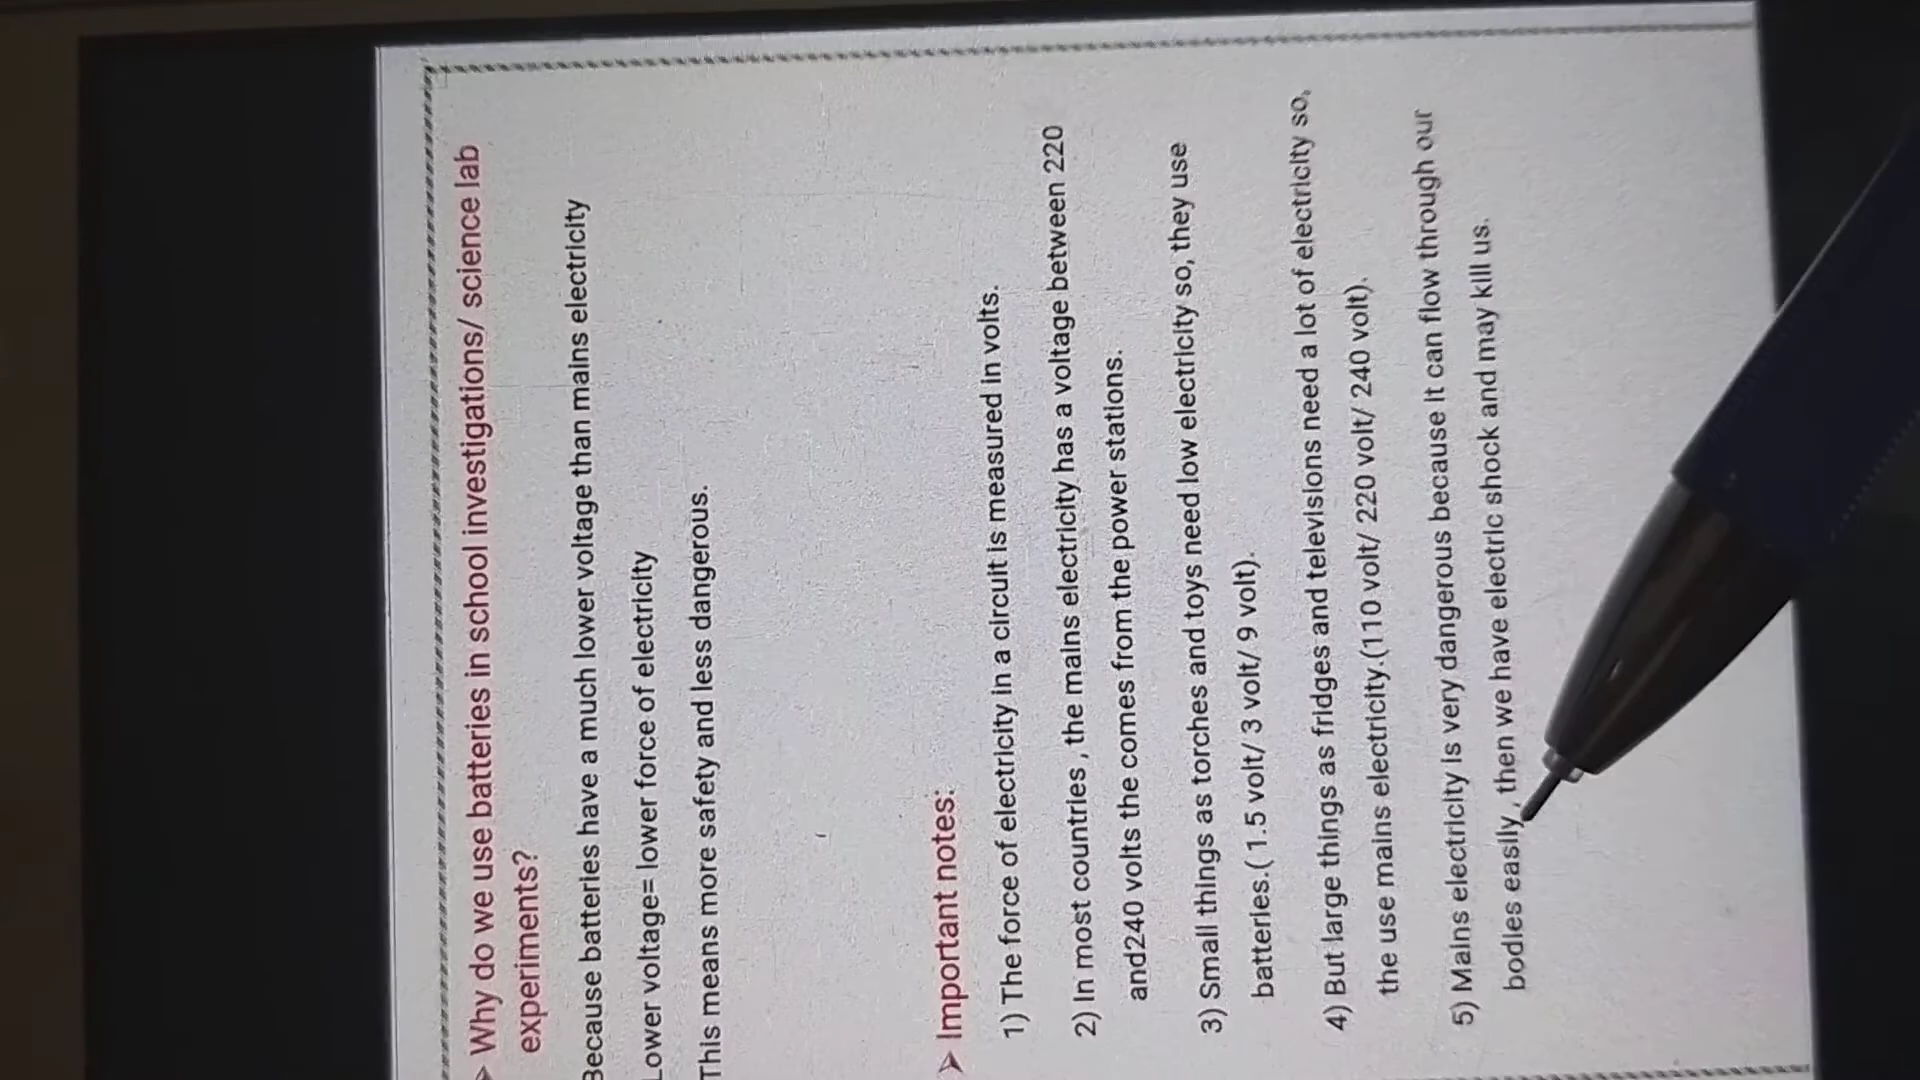 ➢ Why do we use batteries in school investigations/ science lab
experiments?
Because batteries have a much lower voltage than mains electricity
Lower voltage= lower force of electricity
This means more safety and less dangerous.
➢ Important notes:
1) The force of electricity in a circuit is measured in volts.
2) In most countries , the mains electricity has a voltage between 220
and240 volts the comes from the power stations.
3) Small things as torches and toys need low electricity so, they use
batteries.( 1.5 volt/ 3 volt/ 9 volt).
4) But large things as fridges and televisions need a lot of electricity so,
the use mains electricity.(110 volt/ 220 volt/ 240 volt).
5) Mains electricity is very dangerous because it can flow through our
bodies easily, then we have electric shock and may kill us.